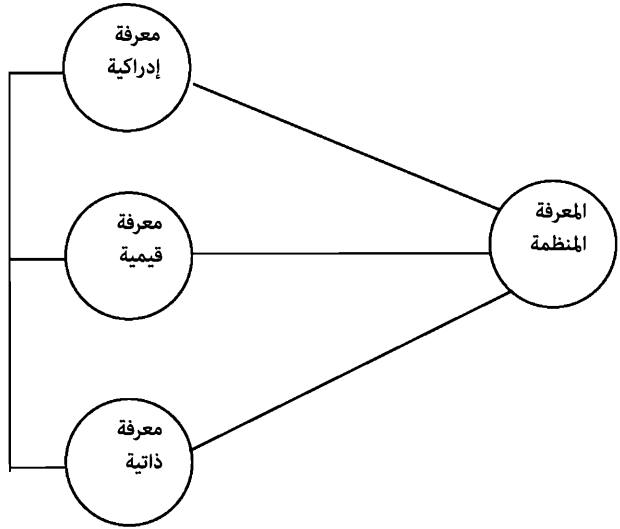 معرفة
إدراكية
المعرفة
المنظمة
معرفة
قيمية
معرفة
ذاتية